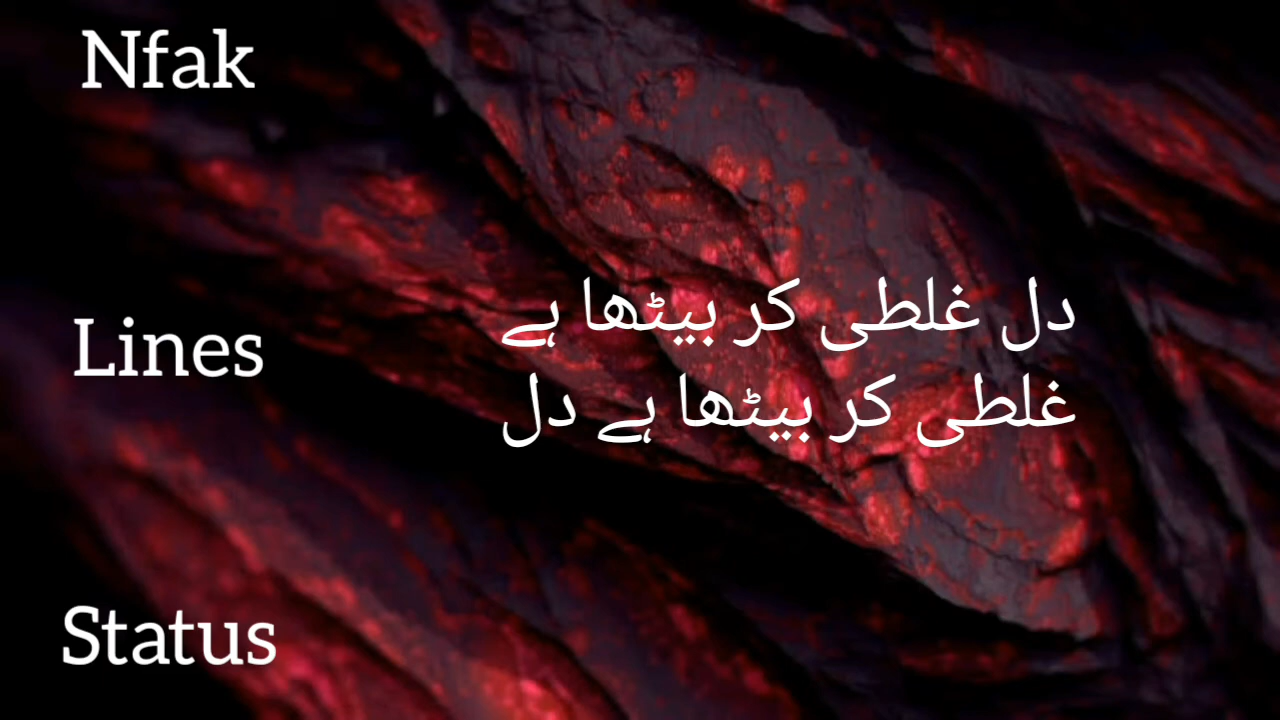 Nfak
Lines
Status
دل غلطی کر بیٹھا ہے
غلطی کر بیٹھا ہے دل